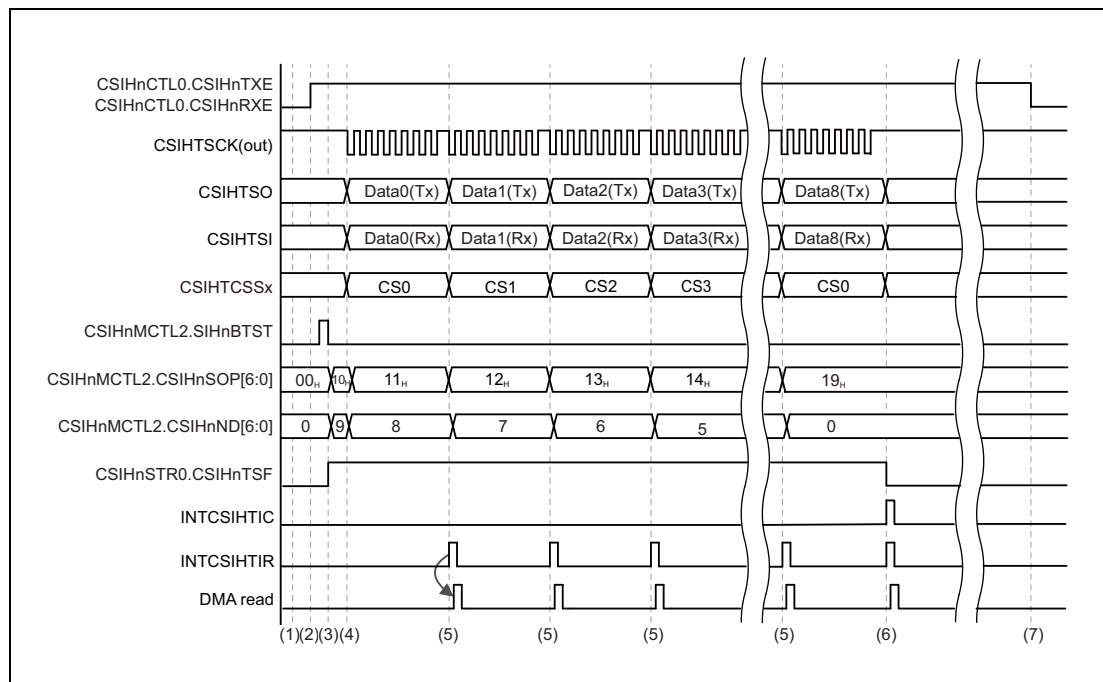 CSIHnCTL0.CSIHnTXE
CSIHnCTL0.CSIHnRXE
CSIHTSCK(out)
CSIHTSO Data0(Tx) Data1(Tx) Data2(Tx) Data3(Tx) Data8(Tx)
CSIHTSI Data0(Rx) Data1(Rx) Data2(Rx) Data3(Rx) Data8(Rx)
CSIHTCSSx CS0 CS1 CS2 CS3 CS0
CSIHnMCTL2.SIHnBTST
CSIHnMCTL2.CSIHnSOP[6:0] 00H 10H 11H 12H 13H 14H 19H
CSIHnMCTL2.CSIHnND[6:0] 0 9 8 7 6 5 0
CSIHnSTR0.CSIHnTSF
INTCSIHTIC
INTCSIHTIR
DMA read
(1)(2)(3)(4) (5) (5) (5) (5) (6) (7)